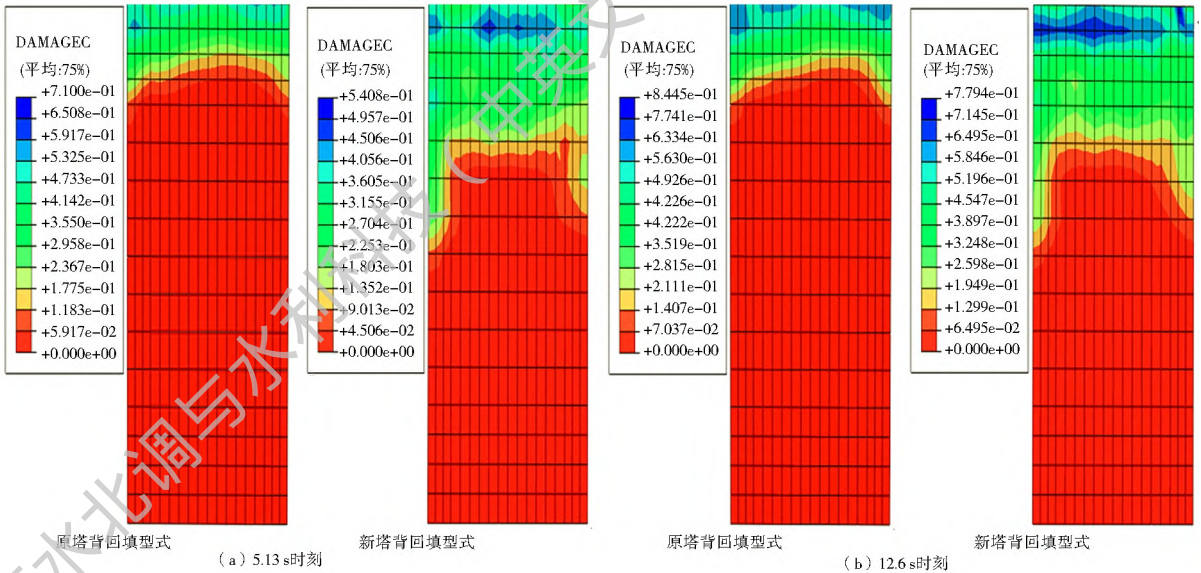 DAMAGEC
(平均:75%)
+7.100e-01
+6.508e-01
+5.917e-01
+5.325e-01
+4.733e-01
+4.142e-01
+3.550e-01
+2.958e-01
+2.367e-01
+1.775e-01
+1.183e-01
+5.917e-02
+0.000e+00
DAMAGEC
(平均:75%)
+5.408e-01
+4.957e-01
+4.506e-01
+4.056e-01
+3.605e-01
+3.155e-01
+2.704e-01
+2.253e-01
+1.803e-01
+1.352e-01
+9.013e-02
+4.506e-02
+0.000e+00
DAMAGEC
(平均:75%)
+8.445e-01
+7.741e-01
+6.334e-01
+5.630e-01
+4.926e-01
+4.226e-01
+4.222e-01
+3.519e-01
+2.815e-01
+2.111e-01
+1.407e-01
+7.037e-02
+0.000e+00
DAMAGEC
(平均:75%)
+7.794e-01
+7.145e-01
+6.495e-01
+5.846e-01
+5.196e-01
+4.547e-01
+3.897e-01
+3.248e-01
+2.598e-01
+1.949e-01
+1.299e-01
+6.495e-02
+0.000e+00
原塔背回填型式
新塔背回填型式
原塔背回填型式
新塔背回填型式
(a) 5.13 s时刻
(b) 12.6 s时刻
水北调与水利科技(中英文